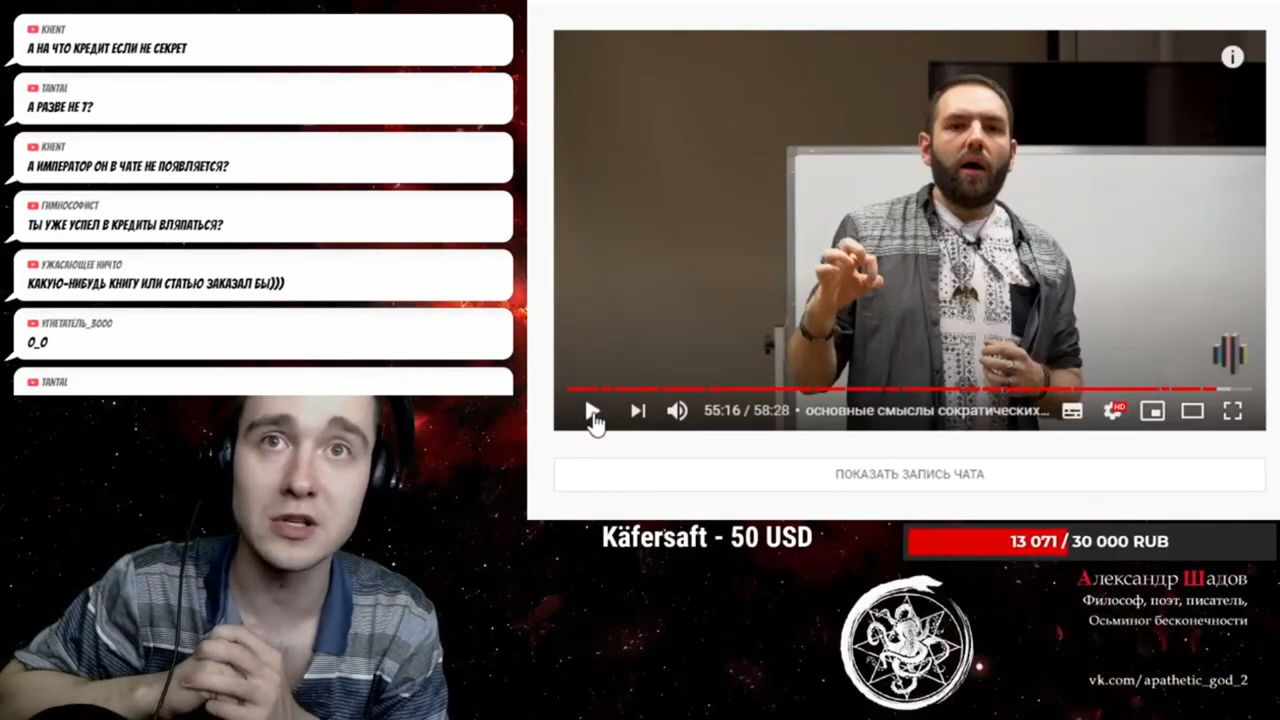 KHENT
А НА ЧТО КРЕДИТ ЕСЛИ НЕ СЕКРЕТ
TANTAL
А РАЗВЕ НЕ 7?
KHENT
А ИМПЕРАТОР ОН В ЧАТЕ НЕ ПОЯВЛЯЕТСЯ?
ГИМНОСОФИСТ
ТЫ УЖЕ УСПЕЛ В КРЕДИТЫ ВЛЯПАТЬСЯ?
УЖАСАЮЩЕЕ НИЧТО
КАКУЮ-НИБУДЬ КНИГУ ИЛИ СТАТЬЮ ЗАКАЗАЛ БЫ)))
УГНЕТАТЕЛЬ_3000
О_О
TANTAL
55:16 / 58:28 • основные смыслы сократических...
HD
ПОКАЗАТЬ ЗАПИСЬ ЧАТА
Käfersaft - 50 USD
13 071 / 30 000 RUB
Александр Шадов
Философ, поэт, писатель,
Осьминог бесконечности
vk.com/apathetic_god_2